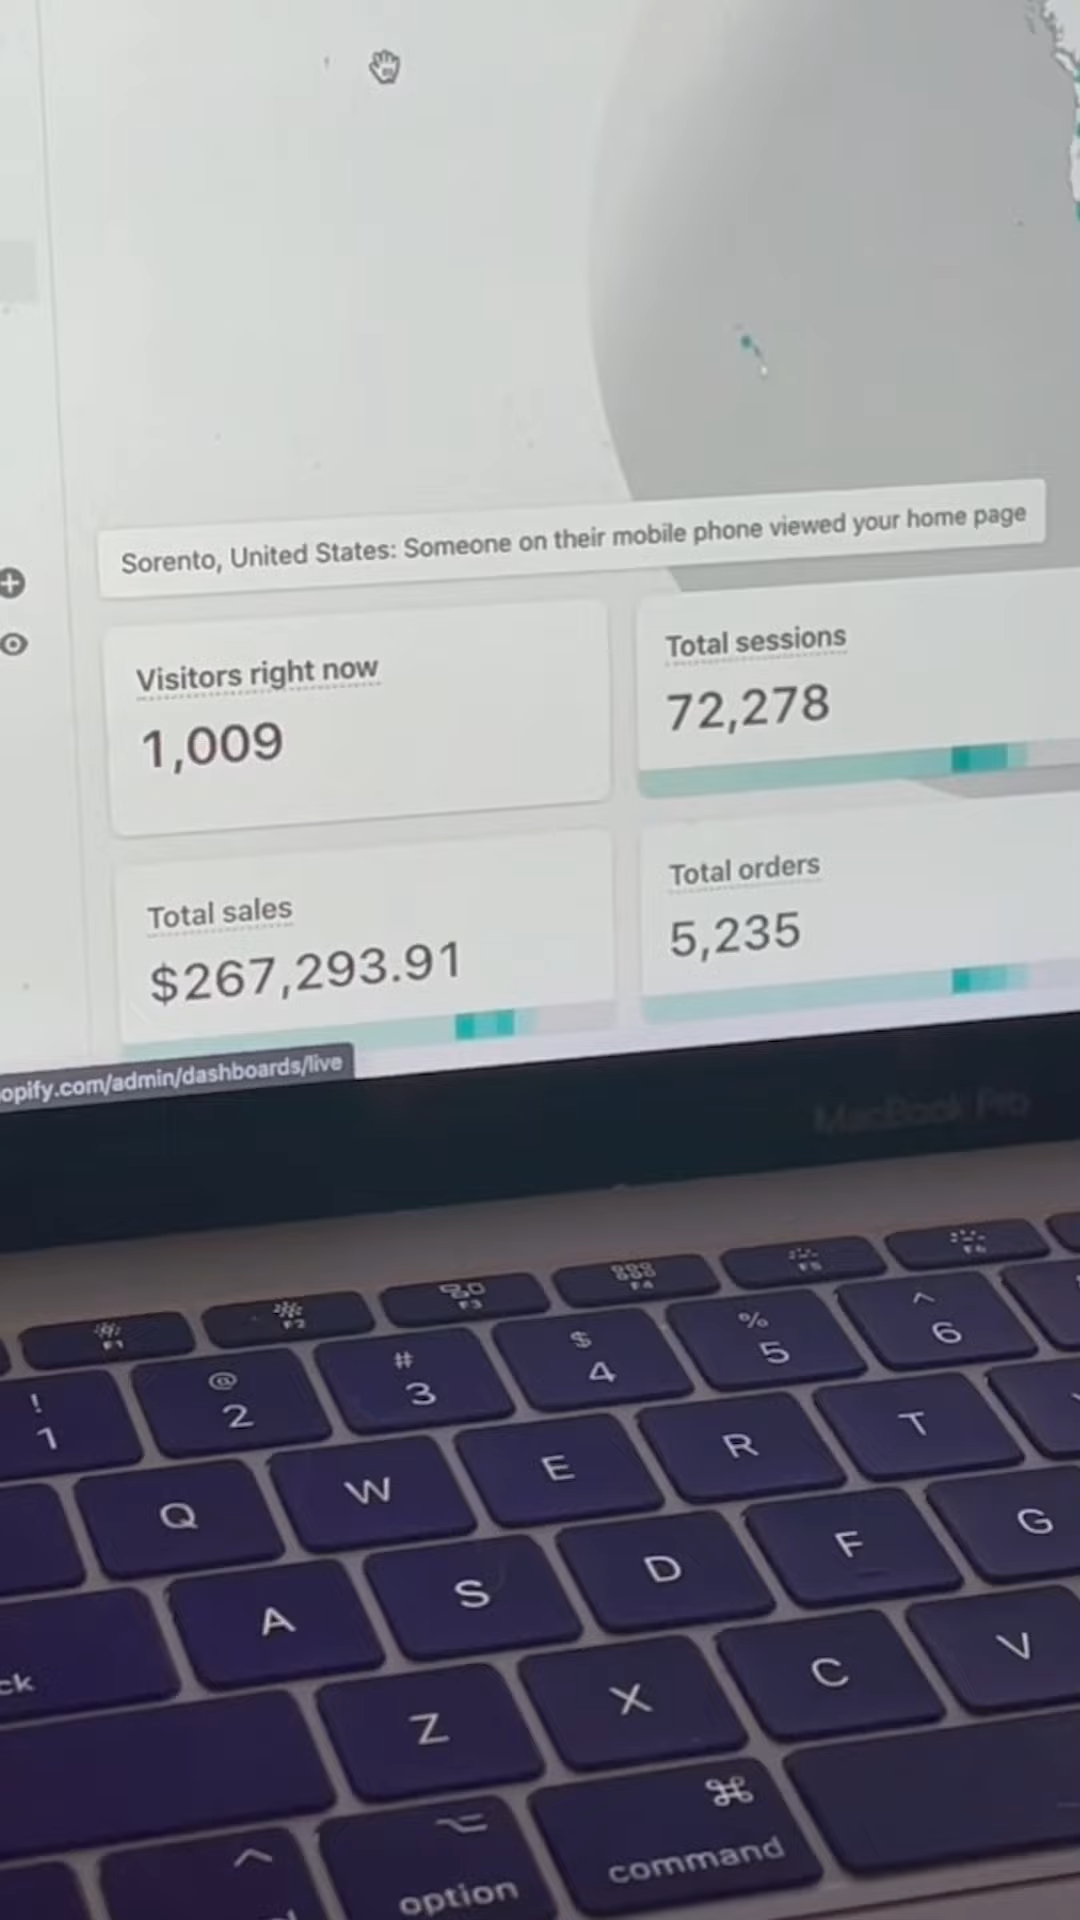 Sorento, United States: Someone on their mobile phone viewed your home page
Visitors right now
1,009
Total sessions
72,278
Total sales
$267,293.91
Total orders
5,235
opify.com/admin/dashboards/live
MacBook Pro
F1 F2 F3 F4 F5 F6
! @ # $ % ^
1 2 3 4 5 6
Q W E R T
A S D F G
ck
Z X C V
⌘
option command